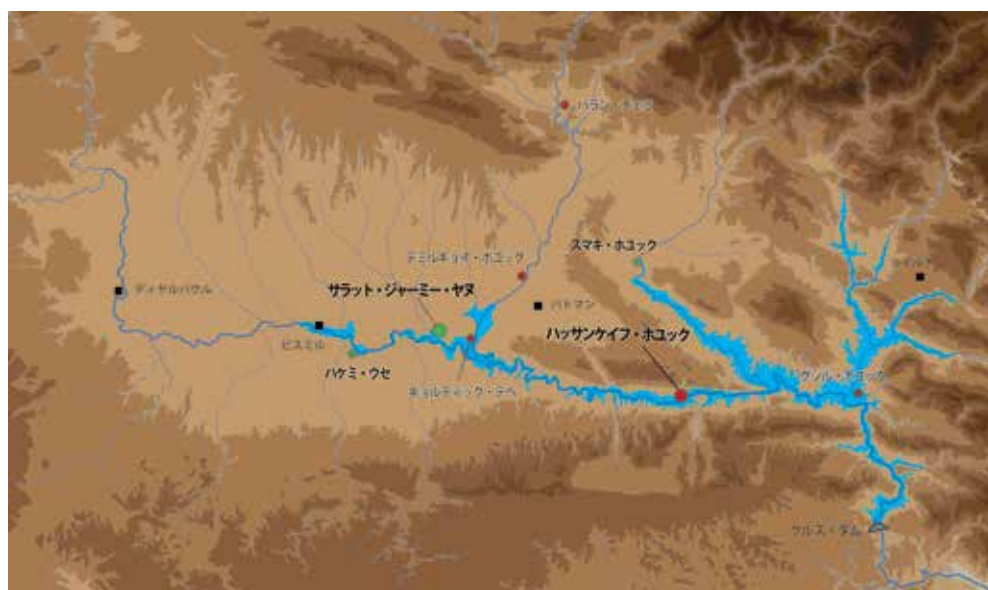 ハラン・チェミ
スマキ・ホユック
デミルキョイ・ホユック
サラット・ジャーミー・ヤヌ
ディヤルバクル
バトマン
ハッサンケイフ・ホユック
ビスミル
ハケミ・ウセ
キョルティック・テペ
ウルス・ダム